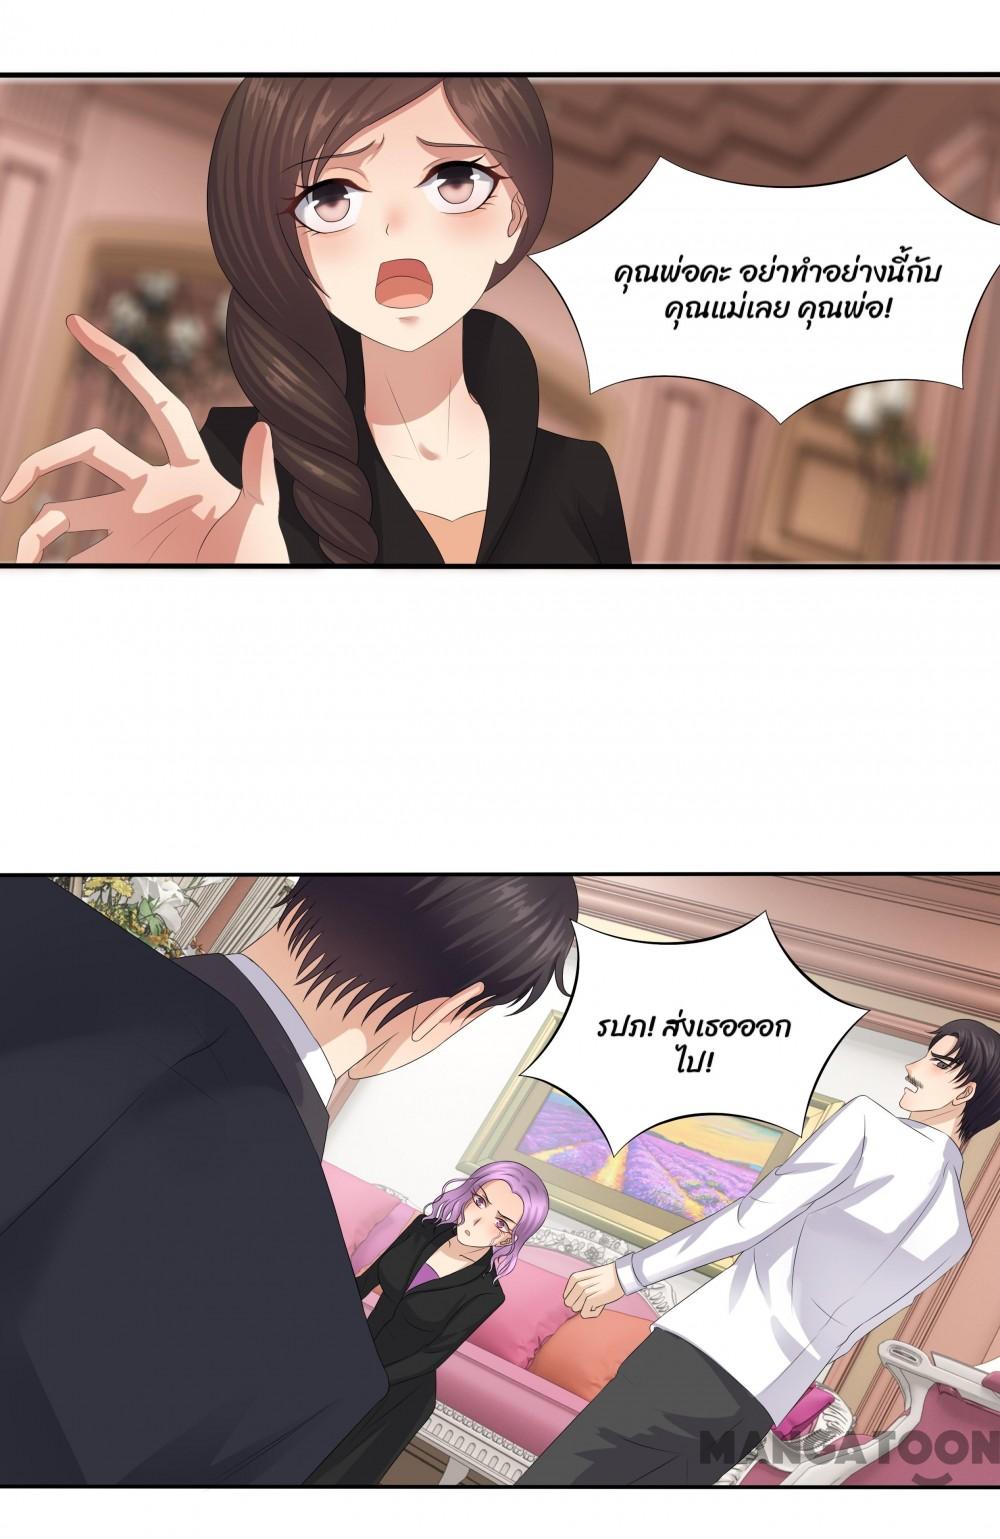 คุณพ่อคะ อย่าทำอย่างนี้กับ
คุณแม่เลย คุณพ่อ!
รปภ! ส่งเธอออก
ไป!
MANGATOON